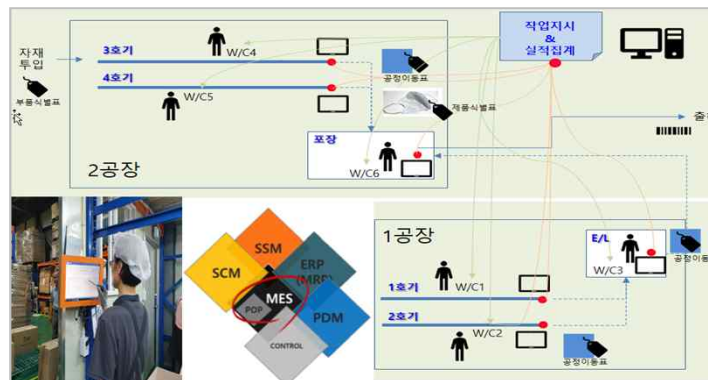 자재
투입
부품식별표
3호기
W/C4
4호기
W/C5
공정이동표
제품식별표
작업지시
&
실적집계
출하
포장
W/C6
2공장
1공장
E/L
W/C3
공정이동표
1호기
W/C1
2호기
W/C2
공정이동표
SSM
SCM
ERP
(MRP)
MES
POP
PDM
CONTROL